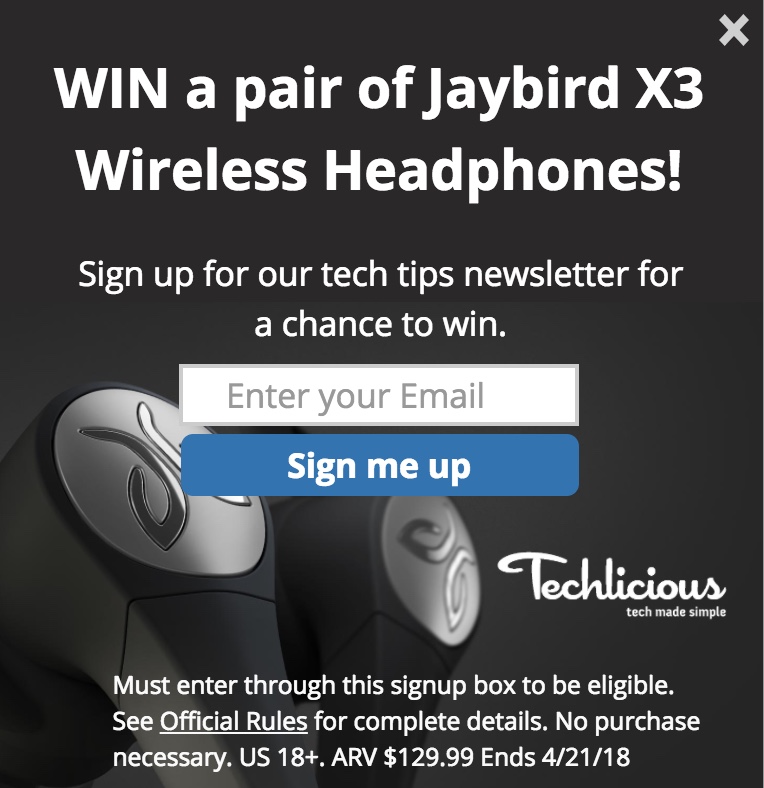 WIN a pair of Jaybird X3
Wireless Headphones!
Sign up for our tech tips newsletter for
a chance to win.
Enter your Email
Sign me up
Techlicious
tech made simple
Must enter through this signup box to be eligible.
See Official Rules for complete details. No purchase
necessary. US 18+. ARV $129.99 Ends 4/21/18